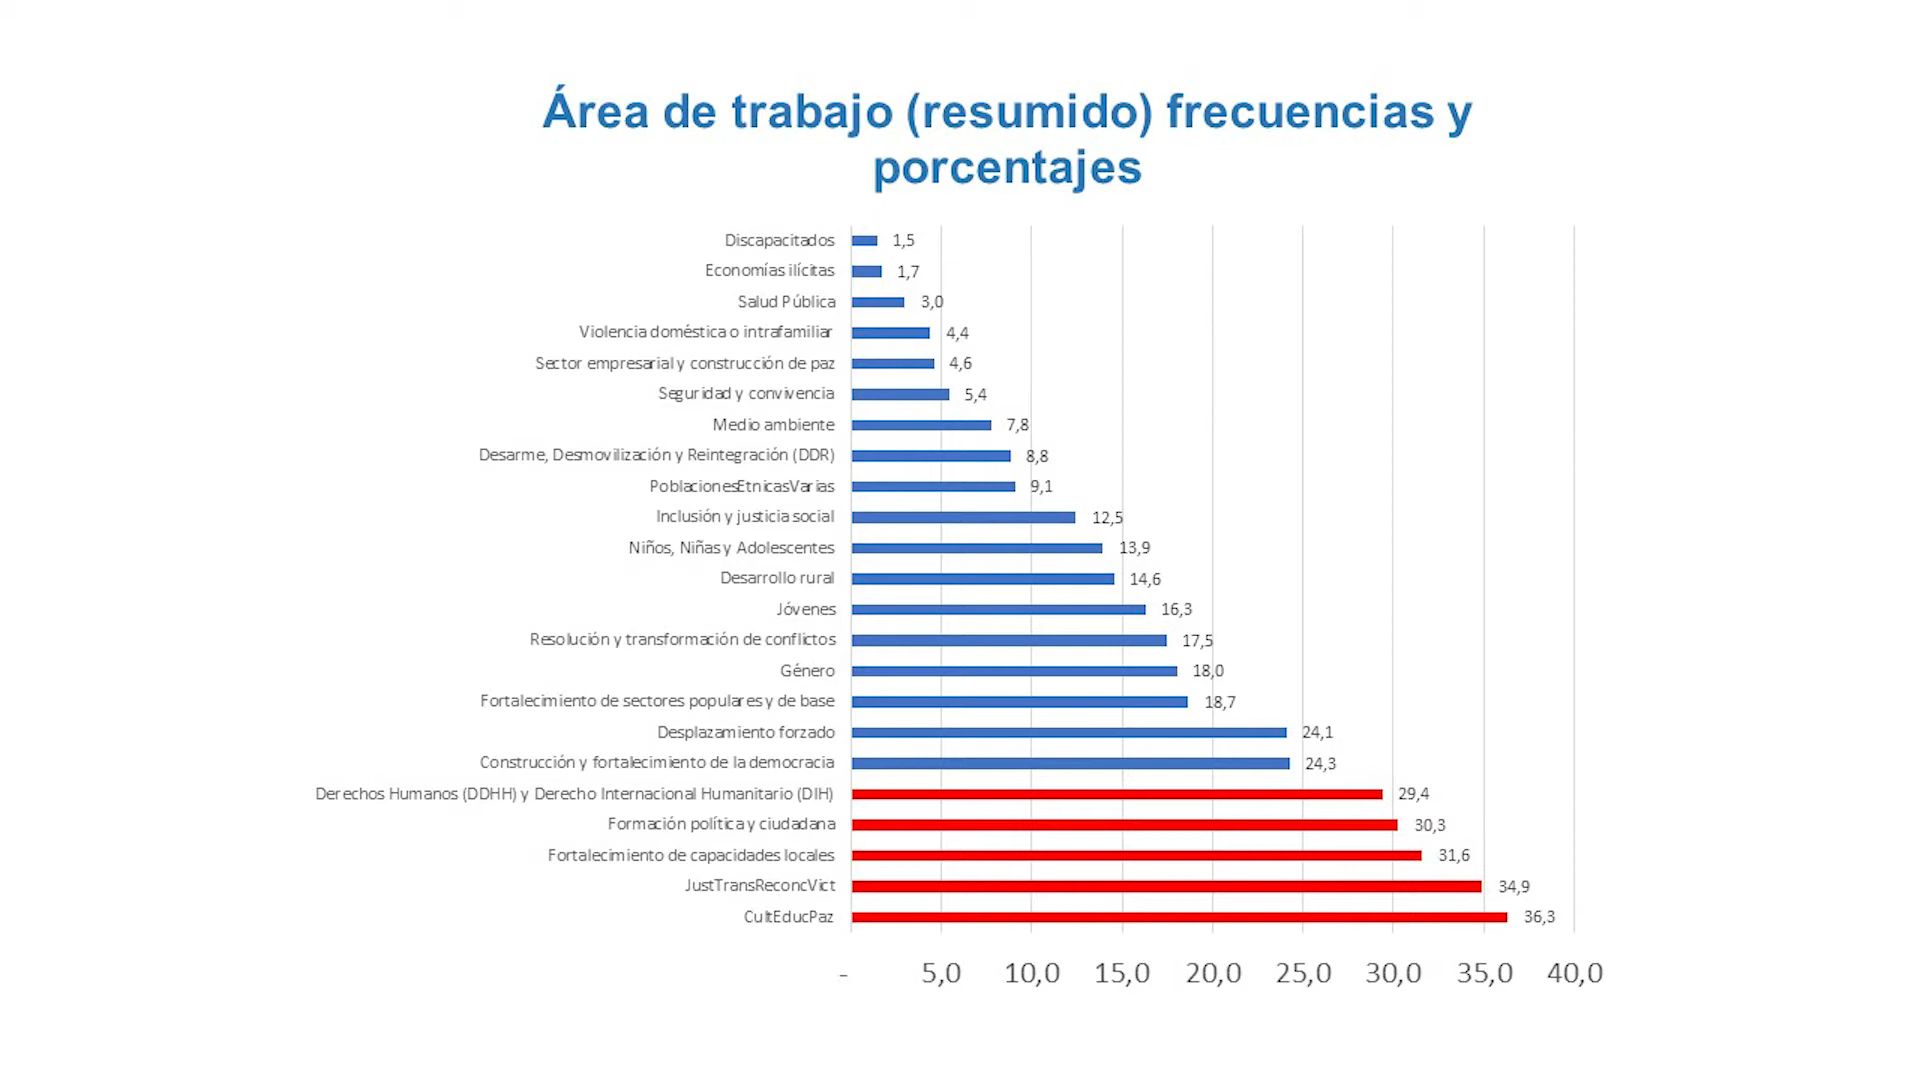 Área de trabajo (resumido) frecuencias y
porcentajes
Discapacitados 1,5
Economías ilícitas 1,7
Salud Pública 3,0
Violencia doméstica o intrafamiliar 4,4
Sector empresarial y construcción de paz 4,6
Seguridad y convivencia 5,4
Medio ambiente 7,8
Desarme, Desmovilización y Reintegración (DDR) 8,8
PoblacionesEtnicasVarias 9,1
Inclusión y justicia social 12,5
Niños, Niñas y Adolescentes 13,9
Desarrollo rural 14,6
Jóvenes 16,3
Resolución y transformación de conflictos 17,5
Género 18,0
Fortalecimiento de sectores populares y de base 18,7
Desplazamiento forzado 24,1
Construcción y fortalecimiento de la democracia 24,3
Derechos Humanos (DDHH) y Derecho Internacional Humanitario (DIH) 29,4
Formación política y ciudadana 30,3
Fortalecimiento de capacidades locales 31,6
JustTransReconcVict 34,9
CultEducPaz 36,3
- 5,0 10,0 15,0 20,0 25,0 30,0 35,0 40,0